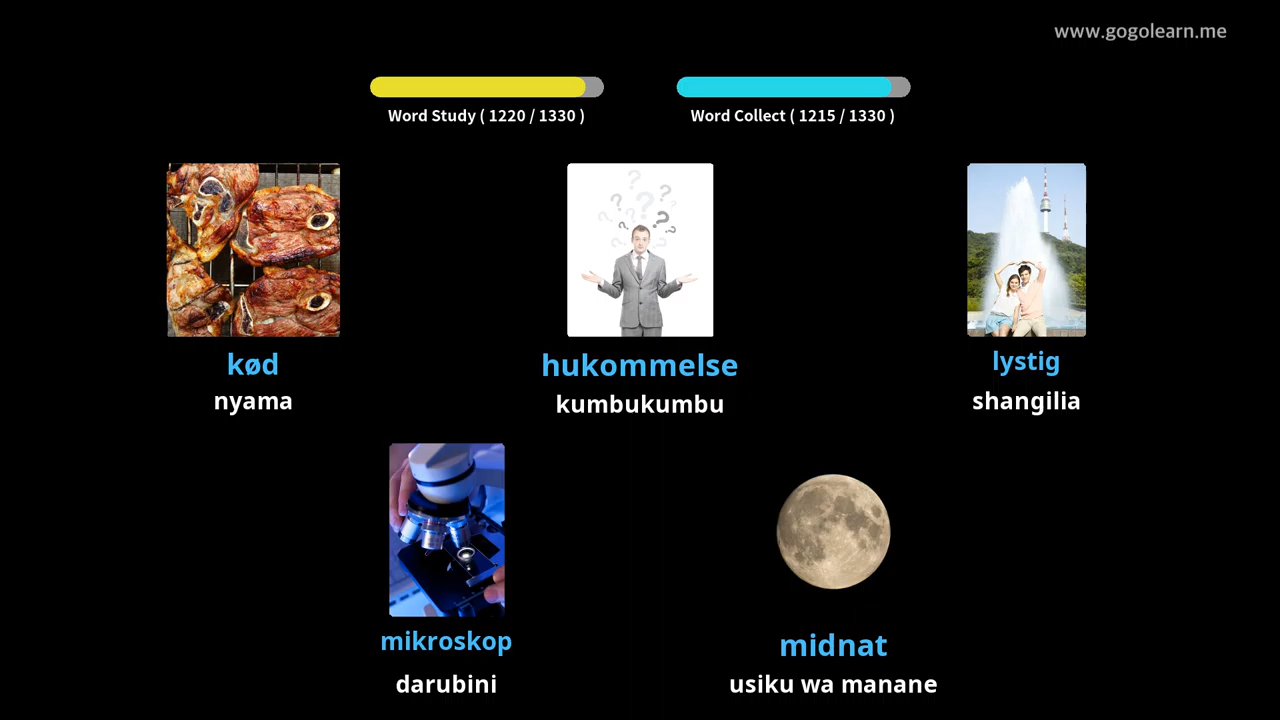 www.gogolearn.me
Word Study ( 1220 / 1330 )
Word Collect ( 1215 / 1330 )
kød
nyama
hukommelse
kumbukumbu
lystig
shangilia
mikroskop
darubini
midnat
usiku wa manane